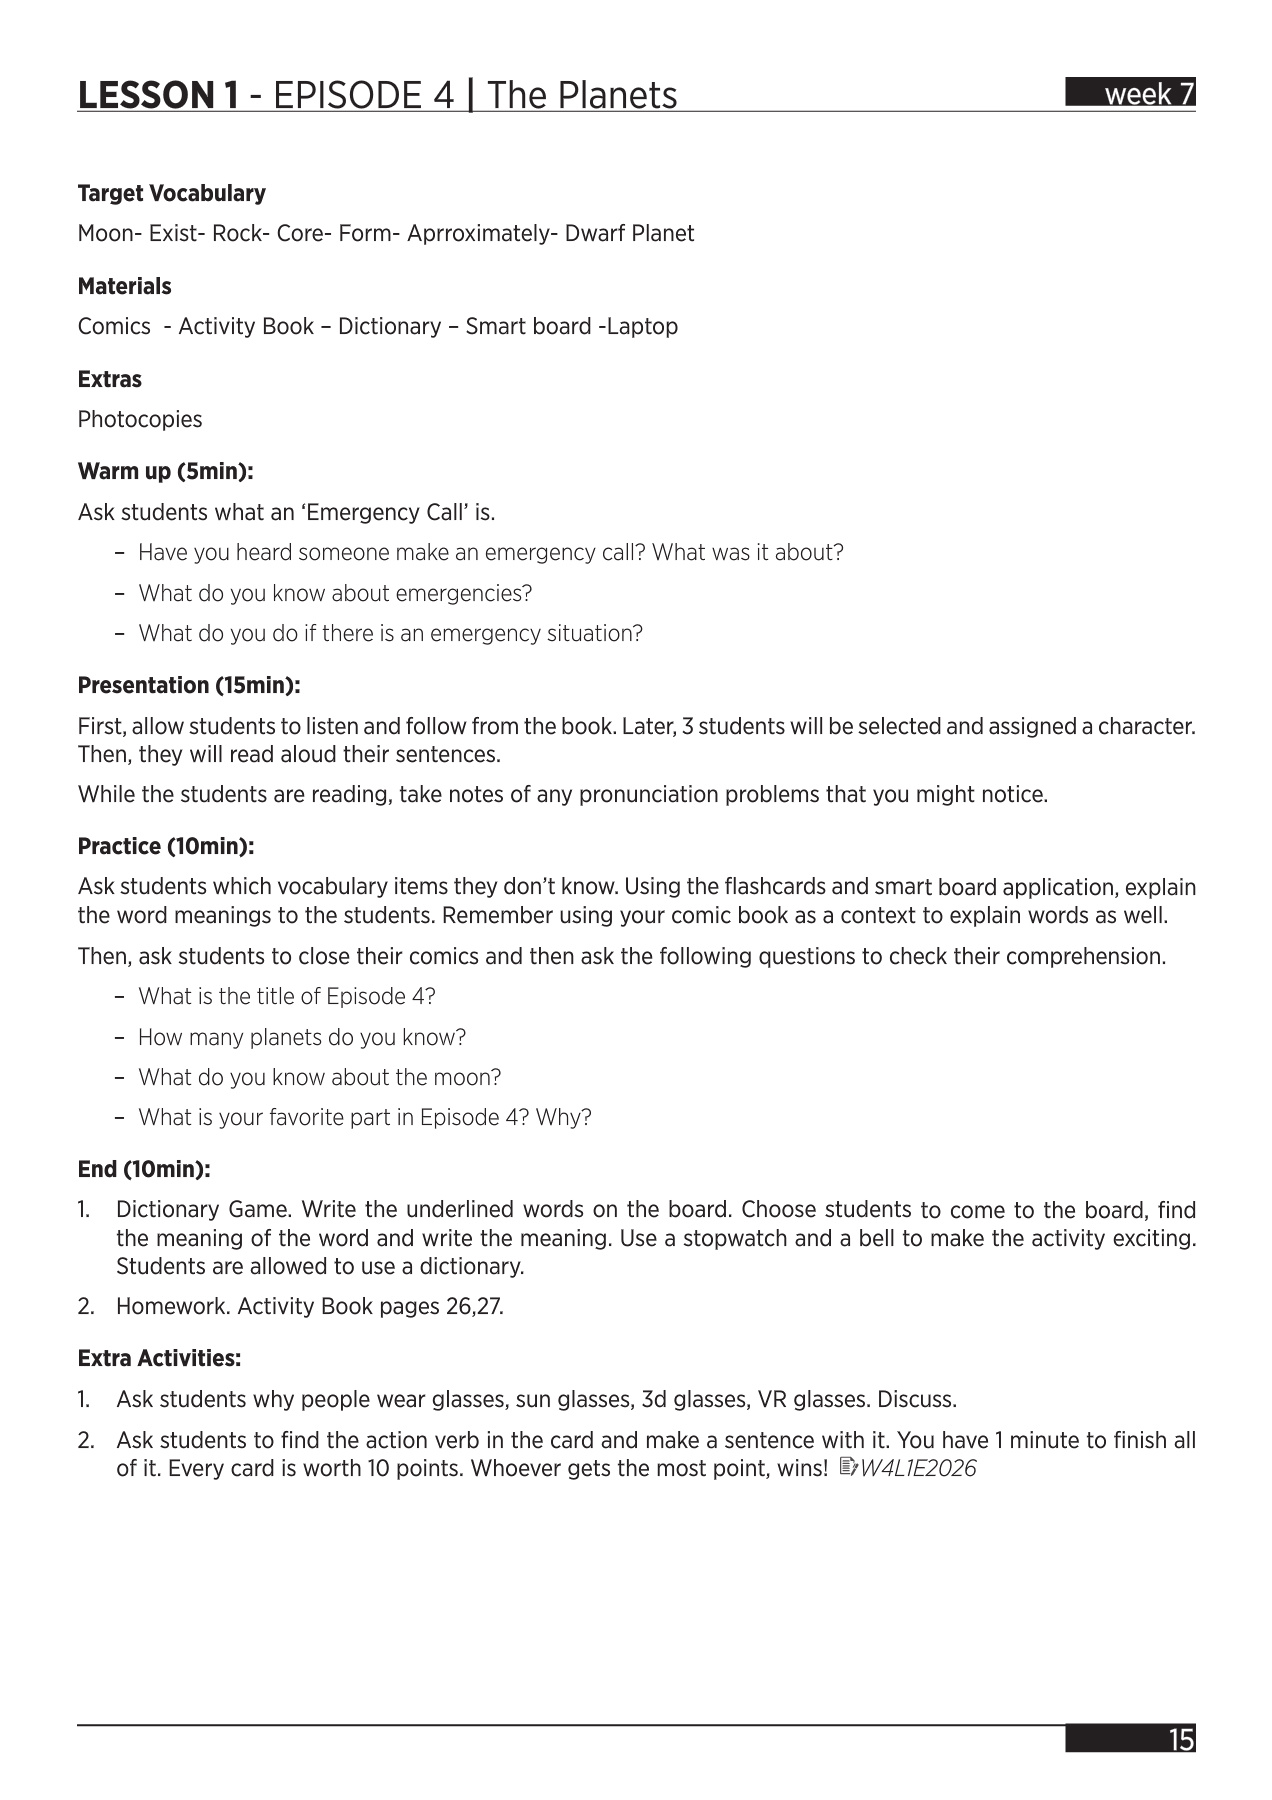 LESSON 1 - EPISODE 4 | The Planets
week 7
Target Vocabulary
Moon- Exist- Rock- Core- Form- Aprroximately- Dwarf Planet
Materials
Comics  - Activity Book – Dictionary – Smart board -Laptop
Extras
Photocopies
Warm up (5min):
Ask students what an ‘Emergency Call’ is.
– Have you heard someone make an emergency call? What was it about?
– What do you know about emergencies?
– What do you do if there is an emergency situation?
Presentation (15min):
First, allow students to listen and follow from the book. Later, 3 students will be selected and assigned a character.
Then, they will read aloud their sentences.
While the students are reading, take notes of any pronunciation problems that you might notice.
Practice (10min):
Ask students which vocabulary items they don’t know. Using the flashcards and smart board application, explain
the word meanings to the students. Remember using your comic book as a context to explain words as well.
Then, ask students to close their comics and then ask the following questions to check their comprehension.
– What is the title of Episode 4?
– How many planets do you know?
– What do you know about the moon?
– What is your favorite part in Episode 4? Why?
End (10min):
1. Dictionary Game. Write the underlined words on the board. Choose students to come to the board, find
the meaning of the word and write the meaning. Use a stopwatch and a bell to make the activity exciting.
Students are allowed to use a dictionary.
2. Homework. Activity Book pages 26,27.
Extra Activities:
1. Ask students why people wear glasses, sun glasses, 3d glasses, VR glasses. Discuss.
2. Ask students to find the action verb in the card and make a sentence with it. You have 1 minute to finish all
of it. Every card is worth 10 points. Whoever gets the most point, wins! W4L1E2026
15